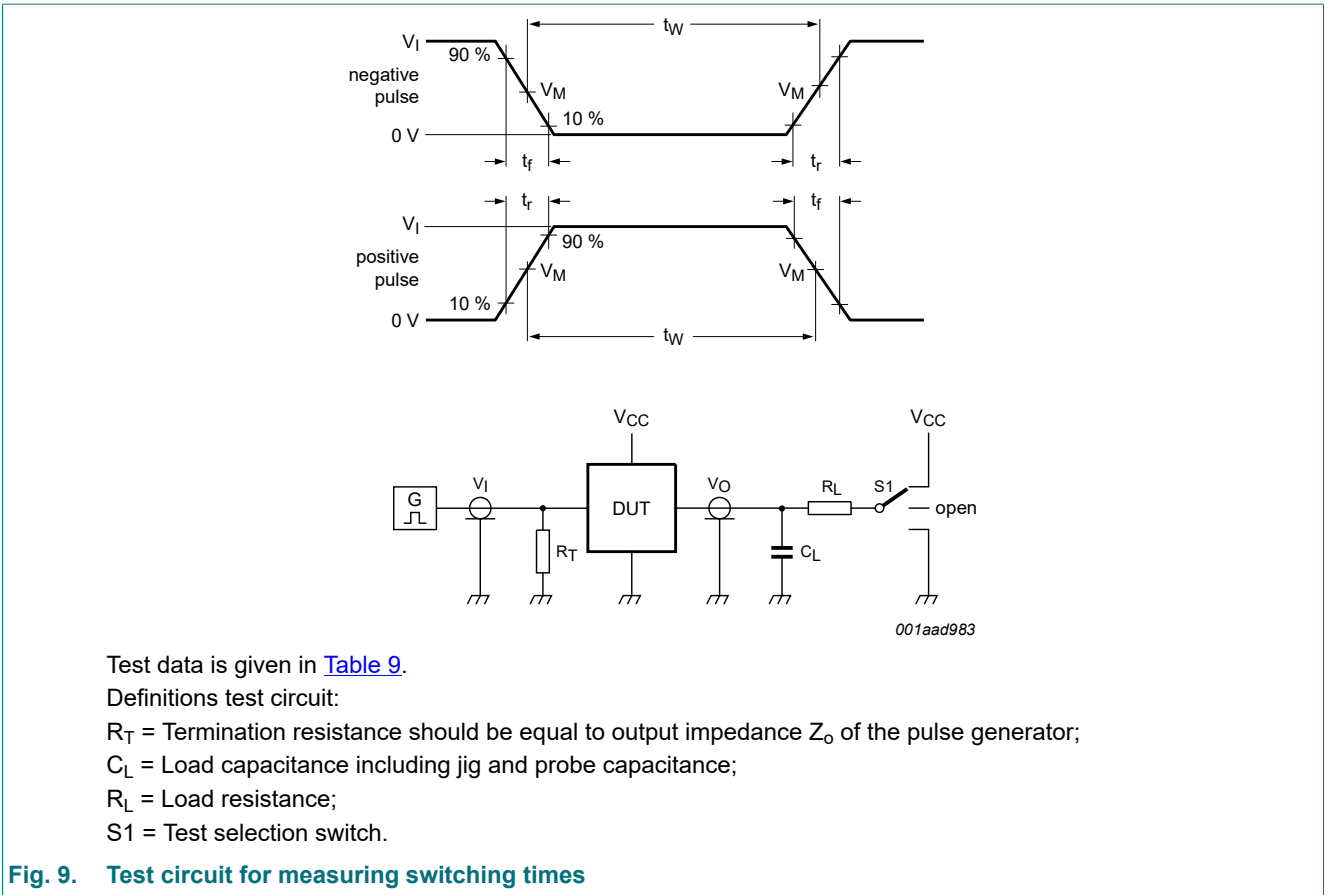 tW
VI
90 %
negative
pulse
VM
VM
10 %
0 V
tf
tr
tr
tf
VI
90 %
positive
pulse
VM
VM
10 %
0 V
tW
VCC
VCC
G
VI
DUT
VO
RL
S1
open
RT
CL
001aad983
Test data is given in Table 9.
Definitions test circuit:
RT = Termination resistance should be equal to output impedance Zo of the pulse generator;
CL = Load capacitance including jig and probe capacitance;
RL = Load resistance;
S1 = Test selection switch.
Fig. 9. Test circuit for measuring switching times